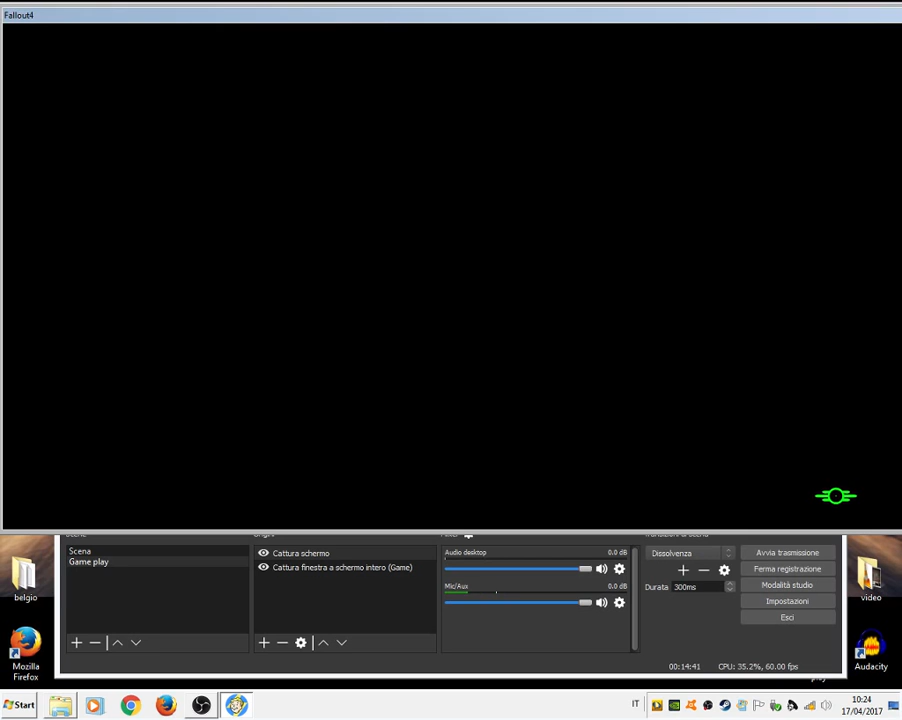 Fallout4
Scena
Game play
Cattura schermo
Cattura finestra a schermo intero (Game)
Audio desktop 0.0 dB
Mic/Aux 0.0 dB
Dissolvenza
Durata 300ms
Avvia trasmissione
Ferma registrazione
Modalità studio
Impostazioni
Esci
00:14:41 CPU: 35.2%, 60.00 fps
belgio
Mozilla
Firefox
video
Audacity
Start
IT
10:24
17/04/2017